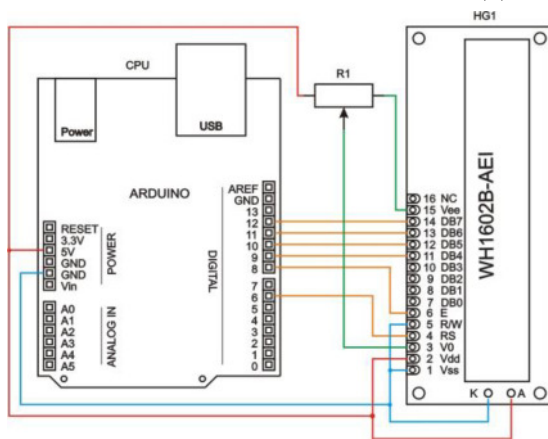 HG1
CPU
R1
Power
USB
ARDUINO
WH1602B-AEI
AREF
GND
13
12
11
10
9
8
7
6
5
4
3
2
1
0
DIGITAL
RESET
3.3V
5V
GND
GND
Vin
POWER
A0
A1
A2
A3
A4
A5
ANALOG IN
16 NC
15 Vee
14 DB7
13 DB6
12 DB5
11 DB4
10 DB3
9 DB2
8 DB1
7 DB0
6 E
5 R/W
4 RS
3 V0
2 Vdd
1 Vss
K A